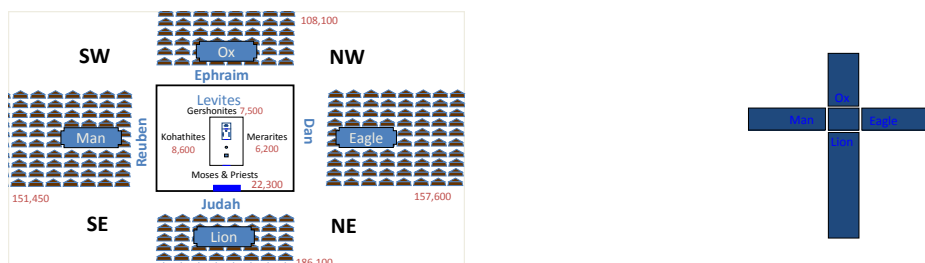 108,100
SW
Ox
NW
Ephraim
Levites
Gershonites 7,500
Man
Reuben
Kohathites
Merarites
Dan
Eagle
8,600
6,200
Moses & Priests
22,300
151,450
157,600
Judah
SE
NE
Lion
186,100
Ox
Man
Eagle
Lion